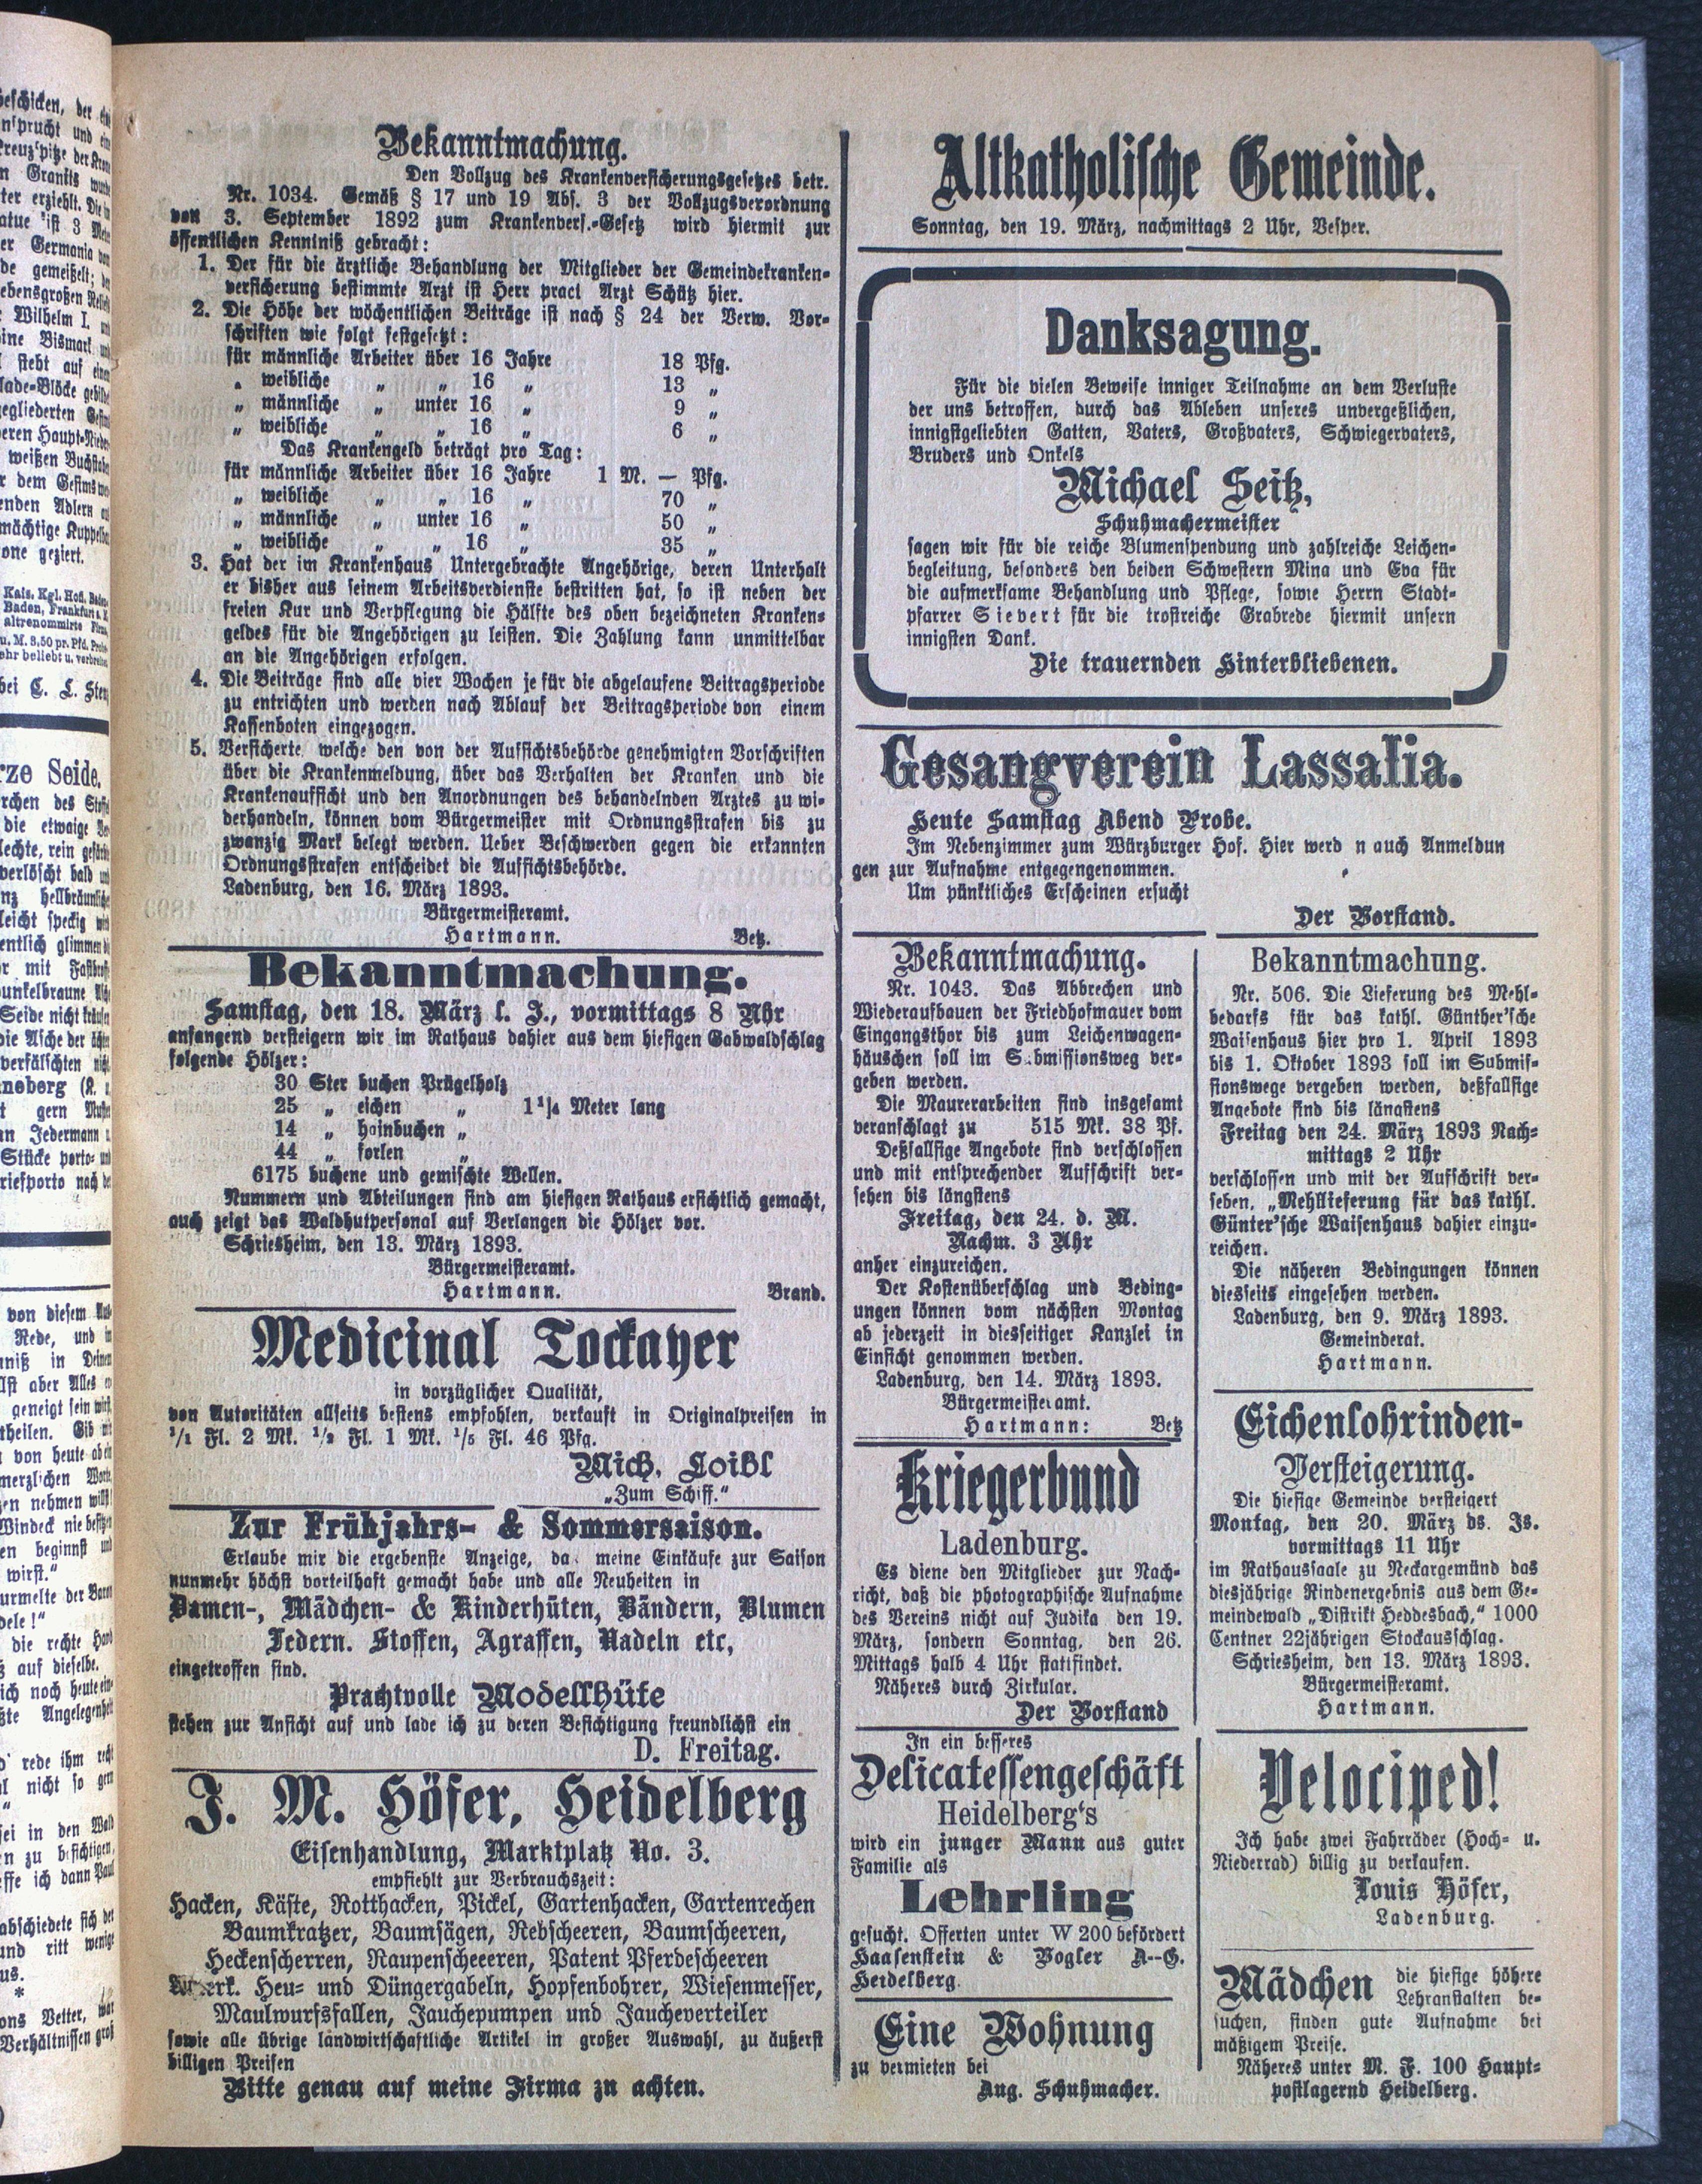 Bekanntmachung.
Den Vollzug des Krankenversicherungsgesetzes betr.
Nr. 1034. Gemäß § 17 und 19 Abs. 3 der Vollzugsverordnung
von 3. September 1892 zum Krankenvers.-Gesetz wird hiermit zur
öffentlichen Kenntniß gebracht:
1. Der für die ärztliche Behandlung der Mitglieder der Gemeindekranken-
versicherung bestimmte Arzt ist Herr pract Arzt Schütz hier.
2. Die Höhe der wöchentlichen Beiträge ist nach § 24 der Verw. Vor-
schriften wie folgt festgesetzt:
für männliche Arbeiter über 16 Jahre 18 Pfg.
„ weibliche „ „ 16 „ 13 „
„ männliche „ unter 16 „ 9 „
„ weibliche „ „ 16 „ 6 „
Das Krankengeld beträgt pro Tag:
für männliche Arbeiter über 16 Jahre 1 M. — Pfg.
„ weibliche „ „ 16 „ 70 „
„ männliche „ unter 16 „ 50 „
„ weibliche „ „ 16 „ 35 „
3. Hat der im Krankenhaus Untergebrachte Angehörige, deren Unterhalt
er bisher aus seinem Arbeitsverdienste bestritten hat, so ist neben der
freien Kur und Verpflegung die Hälfte des oben bezeichneten Kranken-
geldes für die Angehörigen zu leisten. Die Zahlung kann unmittelbar
an die Angehörigen erfolgen.
4. Die Beiträge sind alle vier Wochen je für die abgelaufene Beitragsperiode
zu entrichten und werden nach Ablauf der Beitragsperiode von einem
Kassenboten eingezogen.
5. Versicherte, welche den von der Aufsichtsbehörde genehmigten Vorschriften
über die Krankenmeldung, über das Verhalten der Kranken und die
Krankenaufsicht und den Anordnungen des behandelnden Arztes zu wi-
derhandeln, können vom Bürgermeister mit Ordnungsstrafen bis zu
zwanzig Mark belegt werden. Ueber Beschwerden gegen die erkannten
Ordnungsstrafen entscheidet die Aufsichtsbehörde.
Ladenburg, den 16. März 1893.
Bürgermeisteramt.
Hartmann. Betz.
Bekanntmachung.
Samstag, den 18. März l. J., vormittags 8 Uhr
anfangend versteigern wir im Rathaus dahier aus dem hiesigen Gabwaldschlag
folgende Hölzer:
30 Ster buchen Prügelholz
25 „ eichen „ 1¼ Meter lang
14 „ hainbuchen „
44 „ forlen „
6175 buchene und gemischte Wellen.
Nummern und Abteilungen sind am hiesigen Rathaus ersichtlich gemacht,
auch zeigt das Waldhutpersonal auf Verlangen die Hölzer vor.
Schriesheim, den 13. März 1893.
Bürgermeisteramt.
Hartmann. Brand.
Medicinal Tockayer
in vorzüglicher Qualität,
von Autoritäten allseits bestens empfohlen, verkauft in Originalpreisen in
1/1 Fl. 2 Mk. 1/2 Fl. 1 Mk. 1/5 Fl. 46 Pfg.
Mich. Loibl
„Zum Schiff.“
Zur Frühjahrs- & Sommersaison.
Erlaube mir die ergebenste Anzeige, da meine Einkäufe zur Saison
nunmehr höchst vorteilhaft gemacht habe und alle Neuheiten in
Damen-, Mädchen- & Kinderhüten, Bändern, Blumen
Federn. Stoffen, Agraffen, Nadeln etc,
eingetroffen sind.
Prachtvolle Modellhüte
stehen zur Ansicht auf und lade ich zu deren Besichtigung freundlichst ein
D. Freitag.
J. M. Höfer, Heidelberg
Eisenhandlung, Marktplatz No. 3.
empfiehlt zur Verbrauchszeit:
Hacken, Käste, Rotthacken, Pickel, Gartenhacken, Gartenrechen
Baumkratzer, Baumsägen, Rebscheeren, Baumscheeren,
Heckenscherren, Raupenscheeeren, Patent Pferdescheeren
Heu- und Düngergabeln, Hopfenbohrer, Wiesenmesser,
Maulwurfsfallen, Jauchepumpen und Jaucheverteiler
sowie alle übrige landwirtschaftliche Artikel in großer Auswahl, zu äußerst
billigen Preisen
Bitte genau auf meine Firma zu achten.
Altkatholische Gemeinde.
Sonntag, den 19. März, nachmittags 2 Uhr, Vesper.
Danksagung.
Für die vielen Beweise inniger Teilnahme an dem Verluste
der uns betroffen, durch das Ableben unseres unvergeßlichen,
innigstgeliebten Gatten, Vaters, Großvaters, Schwiegervaters,
Bruders und Onkels
Michael Seitz,
Schuhmachermeister
sagen wir für die reiche Blumenspendung und zahlreiche Leichen-
begleitung, besonders den beiden Schwestern Mina und Eva für
die aufmerksame Behandlung und Pflege, sowie Herrn Stadt-
pfarrer Sievert für die trostreiche Grabrede hiermit unsern
innigsten Dank.
Die trauernden Hinterbliebenen.
Gesangverein Lassalia.
Heute Samstag Abend Probe.
Im Nebenzimmer zum Würzburger Hof. Hier werd n auch Anmeldun
gen zur Aufnahme entgegengenommen.
Um pünktliches Erscheinen ersucht
Der Vorstand.
Bekanntmachung.
Nr. 1043. Das Abbrechen und
Wiederaufbauen der Friedhofmauer vom
Eingangsthor bis zum Leichenwagen-
häuschen soll im S.bmissionsweg ver-
geben werden.
Die Maurerarbeiten sind insgesamt
veranschlagt zu 515 Mk. 38 Pf.
Deßfallsige Angebote sind verschlossen
und mit entsprechender Aufschrift ver-
sehen bis längstens
Freitag, den 24. d. M.
Nachm. 3 Uhr
anher einzureichen.
Der Kostenüberschlag und Beding-
ungen können vom nächsten Montag
ab jederzeit in diesseitiger Kanzlei in
Einsicht genommen werden.
Ladenburg, den 14. März 1893.
Bürgermeisteramt.
Hartmann: Betz
Kriegerbund
Ladenburg.
Es diene den Mitglieder zur Nach-
richt, daß die photographische Aufnahme
des Vereins nicht auf Judika den 19.
März, sondern Sonntag, den 26.
Mittags halb 4 Uhr stattfindet.
Näheres durch Zirkular.
Der Vorstand
In ein besseres
Delicatessengeschäft
Heidelberg's
wird ein junger Mann aus guter
Familie als
Lehrling
gesucht. Offerten unter W 200 befördert
Haasenstein & Vogler A--G.
Heidelberg.
Eine Wohnung
zu vermieten bei
Aug. Schuhmacher.
Bekanntmachung.
Nr. 506. Die Lieferung des Mehl-
bedarfs für das kathl. Günther'sche
Waisenhaus hier pro 1. April 1893
bis 1. Oktober 1893 soll im Submis-
sionswege vergeben werden, deßfallsige
Angebote sind bis längstens
Freitag den 24. März 1893 Nach-
mittags 2 Uhr
verschlossen und mit der Aufschrift ver-
sehen, „Mehllieferung für das kathl.
Günter'sche Waisenhaus dahier einzu-
reichen.
Die näheren Bedingungen können
diesseits eingesehen werden.
Ladenburg, den 9. März 1893.
Gemeinderat.
Hartmann.
Eichenlohrinden-
Versteigerung.
Die hiesige Gemeinde versteigert
Montag, den 20. März ds. Js.
vormittags 11 Uhr
im Rathaussaale zu Neckargemünd das
diesjährige Rindenergebnis aus dem Ge-
meindewald „Distrikt Heddesbach,“ 1000
Centner 22jährigen Stockausschlag.
Schriesheim, den 13. März 1893.
Bürgermeisteramt.
Hartmann.
Velociped!
Ich habe zwei Fahrräder (Hoch- u.
Niederrad) billig zu verkaufen.
Louis Höfer,
Ladenburg.
Mädchen die hiesige höhere
Lehranstalten be-
suchen, finden gute Aufnahme bei
mäßigem Preise.
Näheres unter M. F. 100 Haupt-
postlagernd Heidelberg.